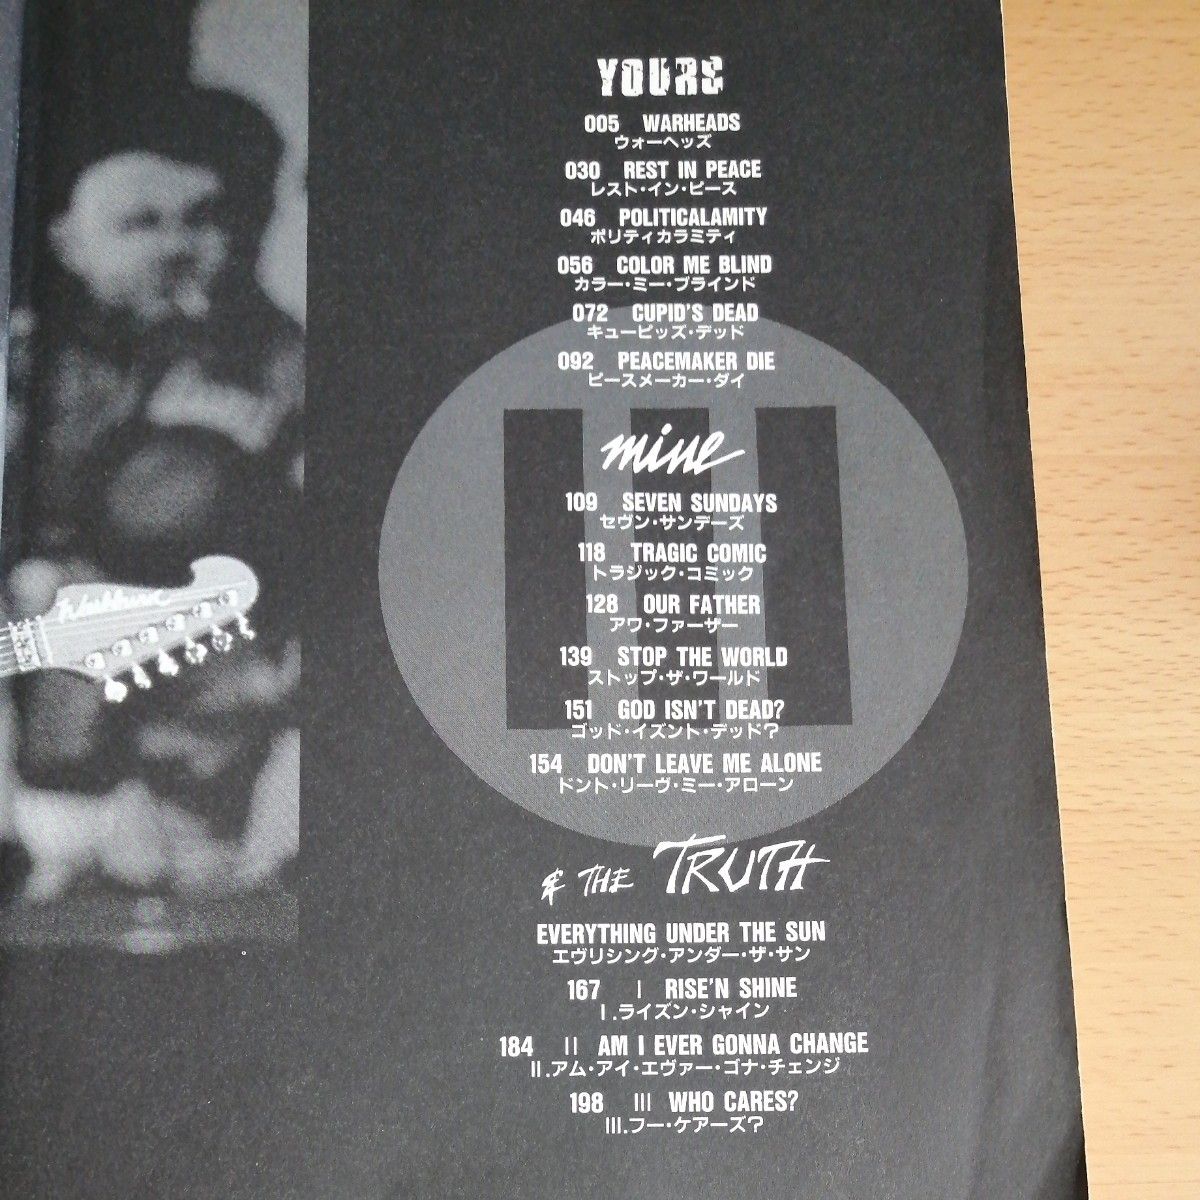 YOURS
005 WARHEADS
ウォーヘッズ
030 REST IN PEACE
レスト・イン・ピース
046 POLITICALAMITY
ポリティカラミティ
056 COLOR ME BLIND
カラー・ミー・ブラインド
072 CUPID'S DEAD
キューピッズ・デッド
092 PEACEMAKER DIE
ピースメーカー・ダイ
mine
109 SEVEN SUNDAYS
セヴン・サンデーズ
118 TRAGIC COMIC
トラジック・コミック
128 OUR FATHER
アワ・ファーザー
139 STOP THE WORLD
ストップ・ザ・ワールド
151 GOD ISN'T DEAD?
ゴッド・イズント・デッド?
154 DON'T LEAVE ME ALONE
ドント・リーヴ・ミー・アローン
& THE TRUTH
EVERYTHING UNDER THE SUN
エヴリシング・アンダー・ザ・サン
167 I RISE'N SHINE
I.ライズン・シャイン
184 II AM I EVER GONNA CHANGE
II.アム・アイ・エヴァー・ゴナ・チェンジ
198 III WHO CARES?
III.フー・ケアーズ?
Washburn